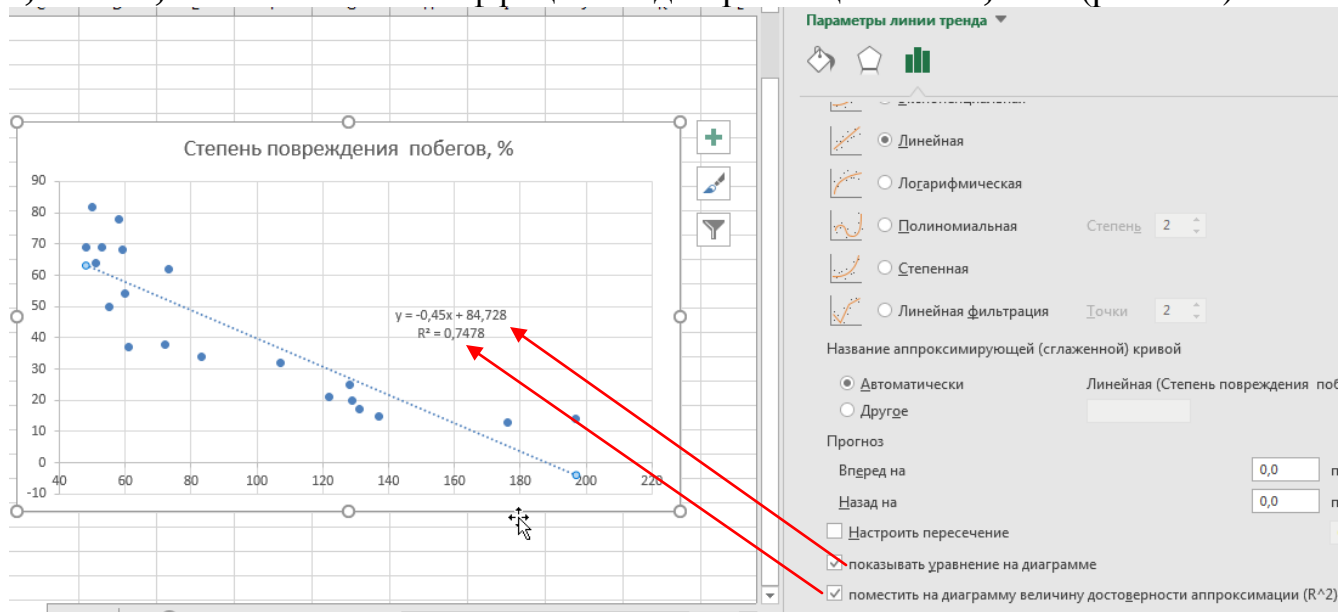 Параметры линии тренда
Линейная
Логарифмическая
Полиномиальная Степень 2
Степенная
Линейная фильтрация Точки 2
Название аппроксимирующей (сглаженной) кривой
Автоматически Линейная (Степень повреждения
Другое
Прогноз
Вперед на 0,0
Назад на 0,0
Настроить пересечение
показывать уравнение на диаграмме
поместить на диаграмму величину достоверности аппроксимации (R^2)
Степень повреждения побегов, %
90
80
70
60
50
40
30
20
10
0
-10
40 60 80 100 120 140 160 180 200 220
y = -0,45x + 84,728
R² = 0,7478